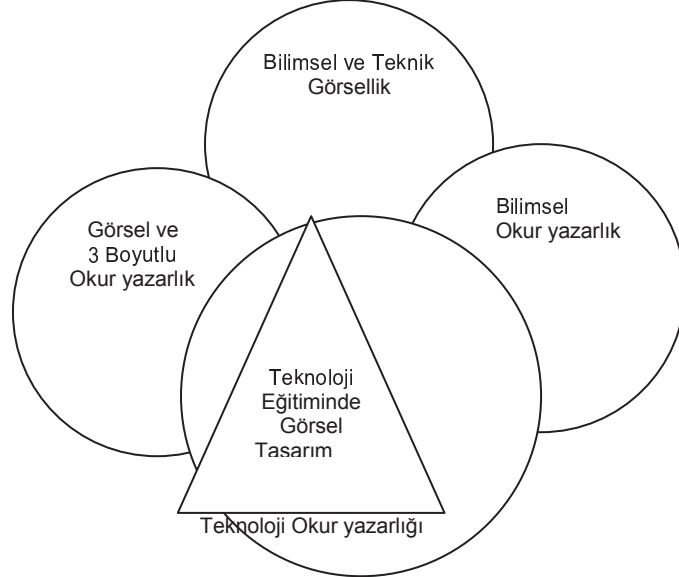 Bilimsel ve Teknik
Görsellik
Görsel ve
3 Boyutlu
Okur yazarlık
Bilimsel
Okur yazarlık
Teknoloji
Eğitiminde
Görsel
Tasarım
Teknoloji Okur yazarlığı